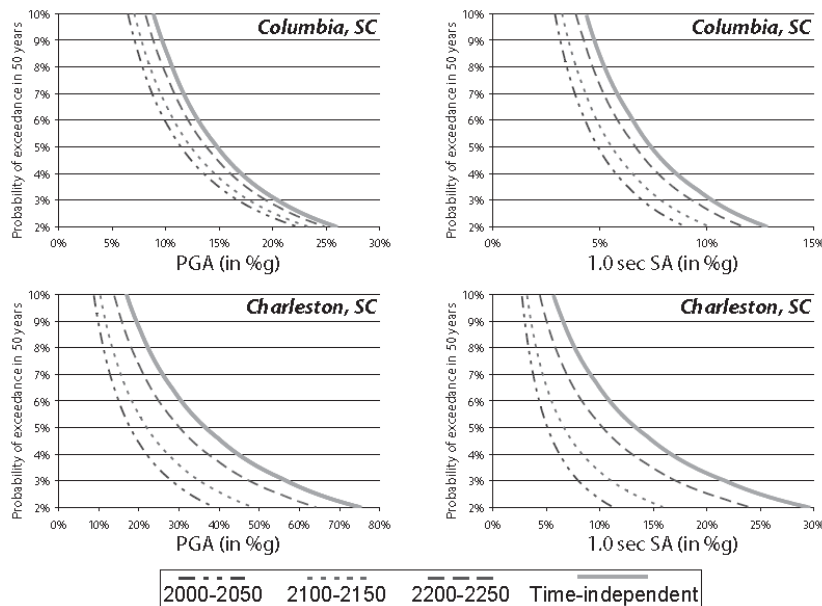 Columbia, SC
Probability of exceedance in 50 years
10%
9%
8%
7%
6%
5%
4%
3%
2%
0% 5% 10% 15% 20% 25% 30%
PGA (in %g)
Columbia, SC
Probability of exceedance in 50 years
10%
9%
8%
7%
6%
5%
4%
3%
2%
0% 5% 10% 15%
1.0 sec SA (in %g)
Charleston, SC
Probability of exceedance in 50 years
10%
9%
8%
7%
6%
5%
4%
3%
2%
0% 10% 20% 30% 40% 50% 60% 70% 80%
PGA (in %g)
Charleston, SC
Probability of exceedance in 50 years
10%
9%
8%
7%
6%
5%
4%
3%
2%
0% 5% 10% 15% 20% 25% 30%
1.0 sec SA (in %g)
2000-2050 2100-2150 2200-2250 Time-independent